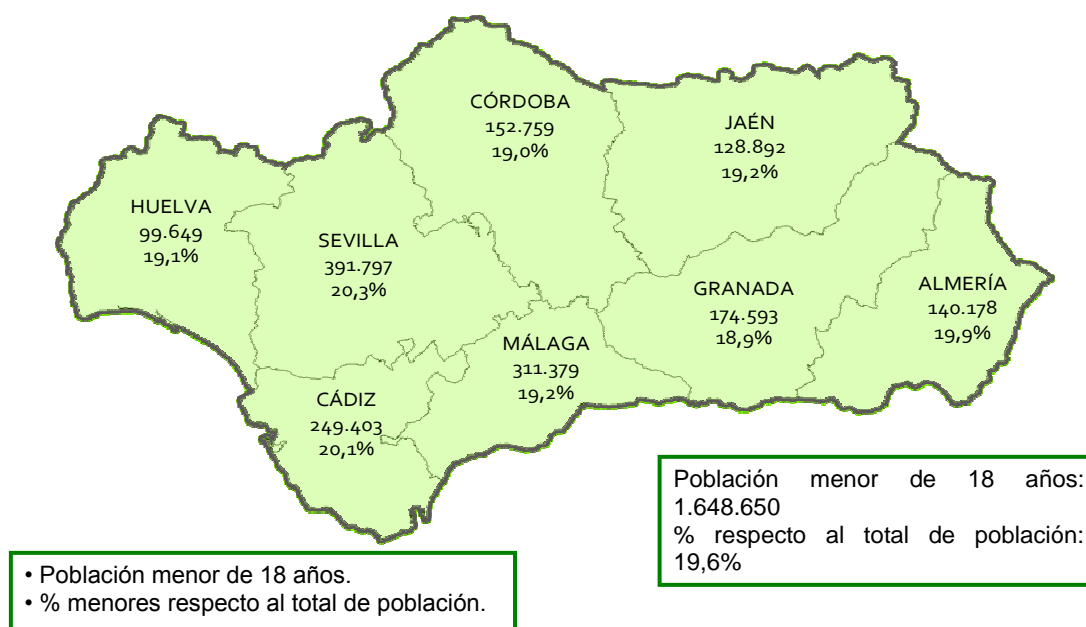 CÓRDOBA
152.759
19,0%
JAÉN
128.892
19,2%
HUELVA
99.649
19,1%
SEVILLA
391.797
20,3%
GRANADA
174.593
18,9%
ALMERÍA
140.178
19,9%
MÁLAGA
311.379
19,2%
CÁDIZ
249.403
20,1%
Población menor de 18 años:
1.648.650
% respecto al total de población:
19,6%
• Población menor de 18 años.
• % menores respecto al total de población.